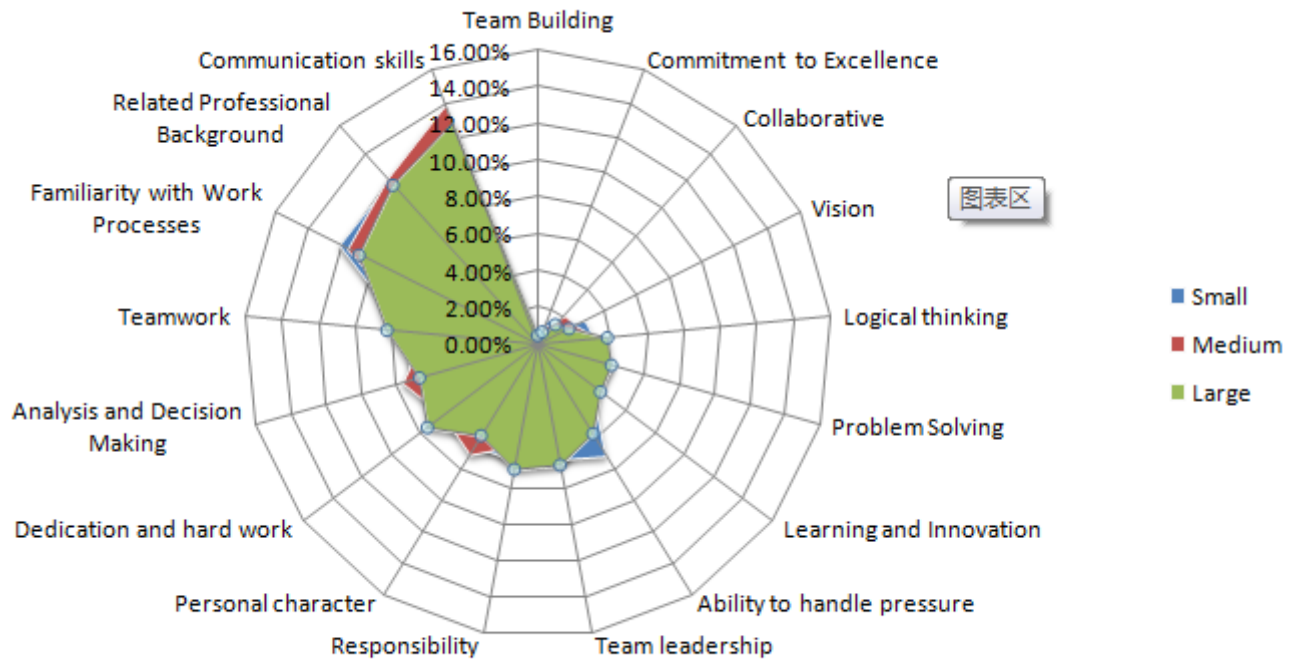 Team Building
Commitment to Excellence
Collaborative
Vision
Logical thinking
Problem Solving
Learning and Innovation
Ability to handle pressure
Team leadership
Responsibility
Personal character
Dedication and hard work
Analysis and Decision
Making
Teamwork
Familiarity with Work
Processes
Related Professional
Background
Communication skills
16.00%
14.00%
12.00%
10.00%
8.00%
6.00%
4.00%
2.00%
0.00%
图表区
Small
Medium
Large